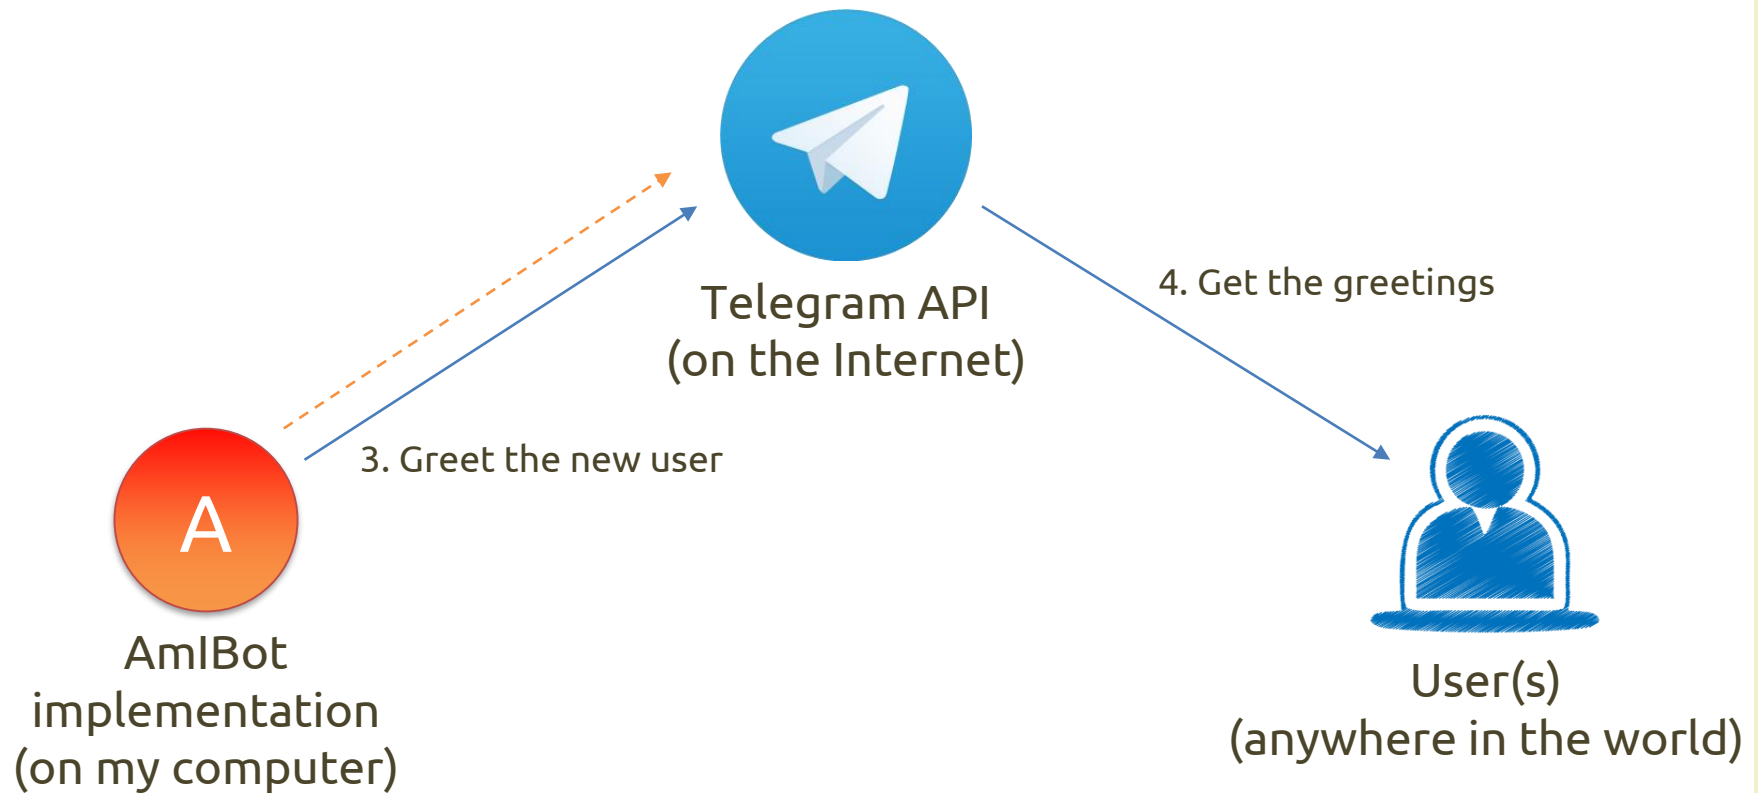 Telegram API
(on the Internet)
4. Get the greetings
3. Greet the new user
A
AmIBot
implementation
(on my computer)
User(s)
(anywhere in the world)